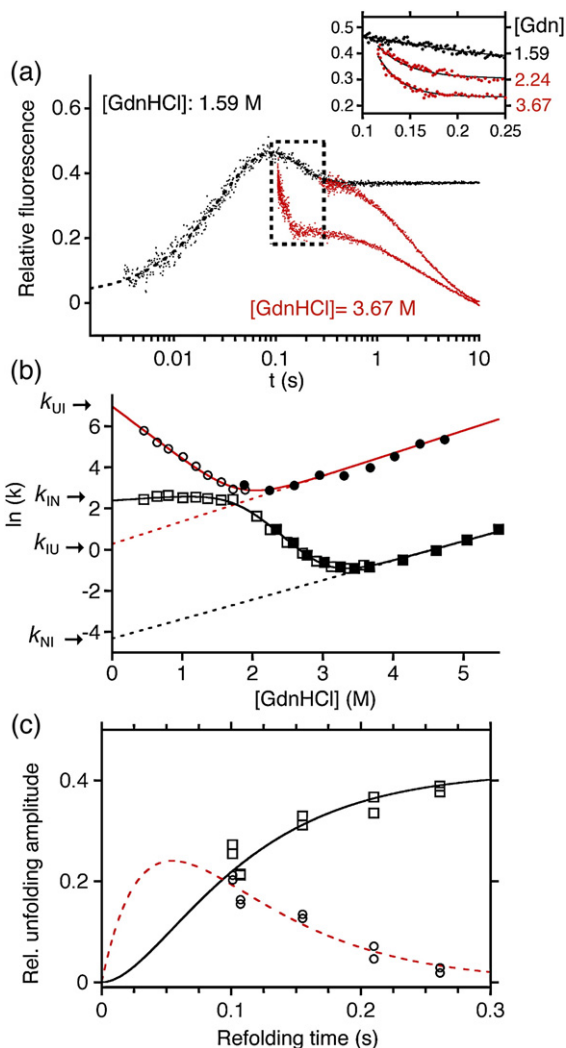 (a)
[GdnHCl]: 1.59 M
[Gdn]
0.5
0.4
0.3
0.2
1.59
2.24
3.67
0.1 0.15 0.2 0.25
Relative fluorescence
0.6
0.4
0.2
0
[GdnHCl]= 3.67 M
0.01 0.1 1 10
t (s)
(b)
kUI →
kIN →
kIU →
kNI →
ln (k)
6
4
2
0
-2
-4
0 1 2 3 4 5
[GdnHCl] (M)
(c)
Rel. unfolding amplitude
0.4
0.2
0
0 0.1 0.2 0.3
Refolding time (s)